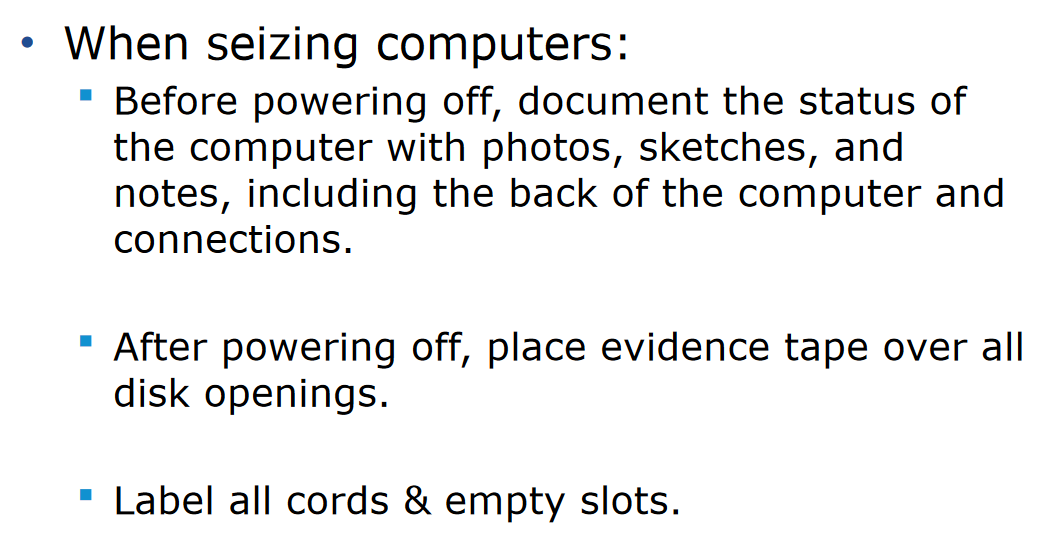 • When seizing computers:
▪ Before powering off, document the status of
the computer with photos, sketches, and
notes, including the back of the computer and
connections.
▪ After powering off, place evidence tape over all
disk openings.
▪ Label all cords & empty slots.